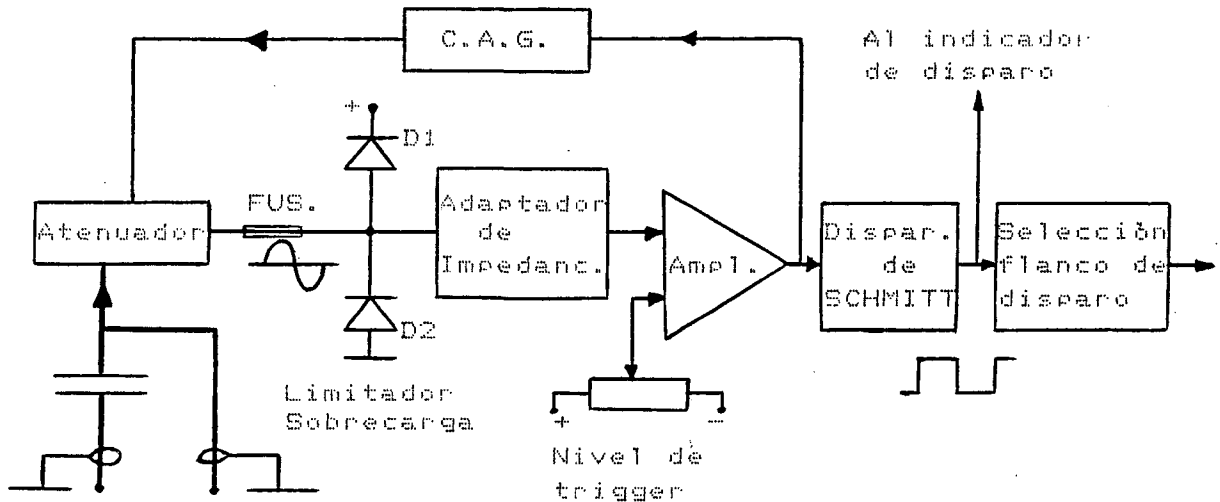 C.A.G.
Al indicador
de disparo
+
D1
FUS.
Atenuador
Adaptador
de
Impedanc.
Ampl.
Dispar.
de
SCHMITT
Selección
flanco de
disparo
D2
Limitador
Sobrecarga
+
-
Nivel de
trigger